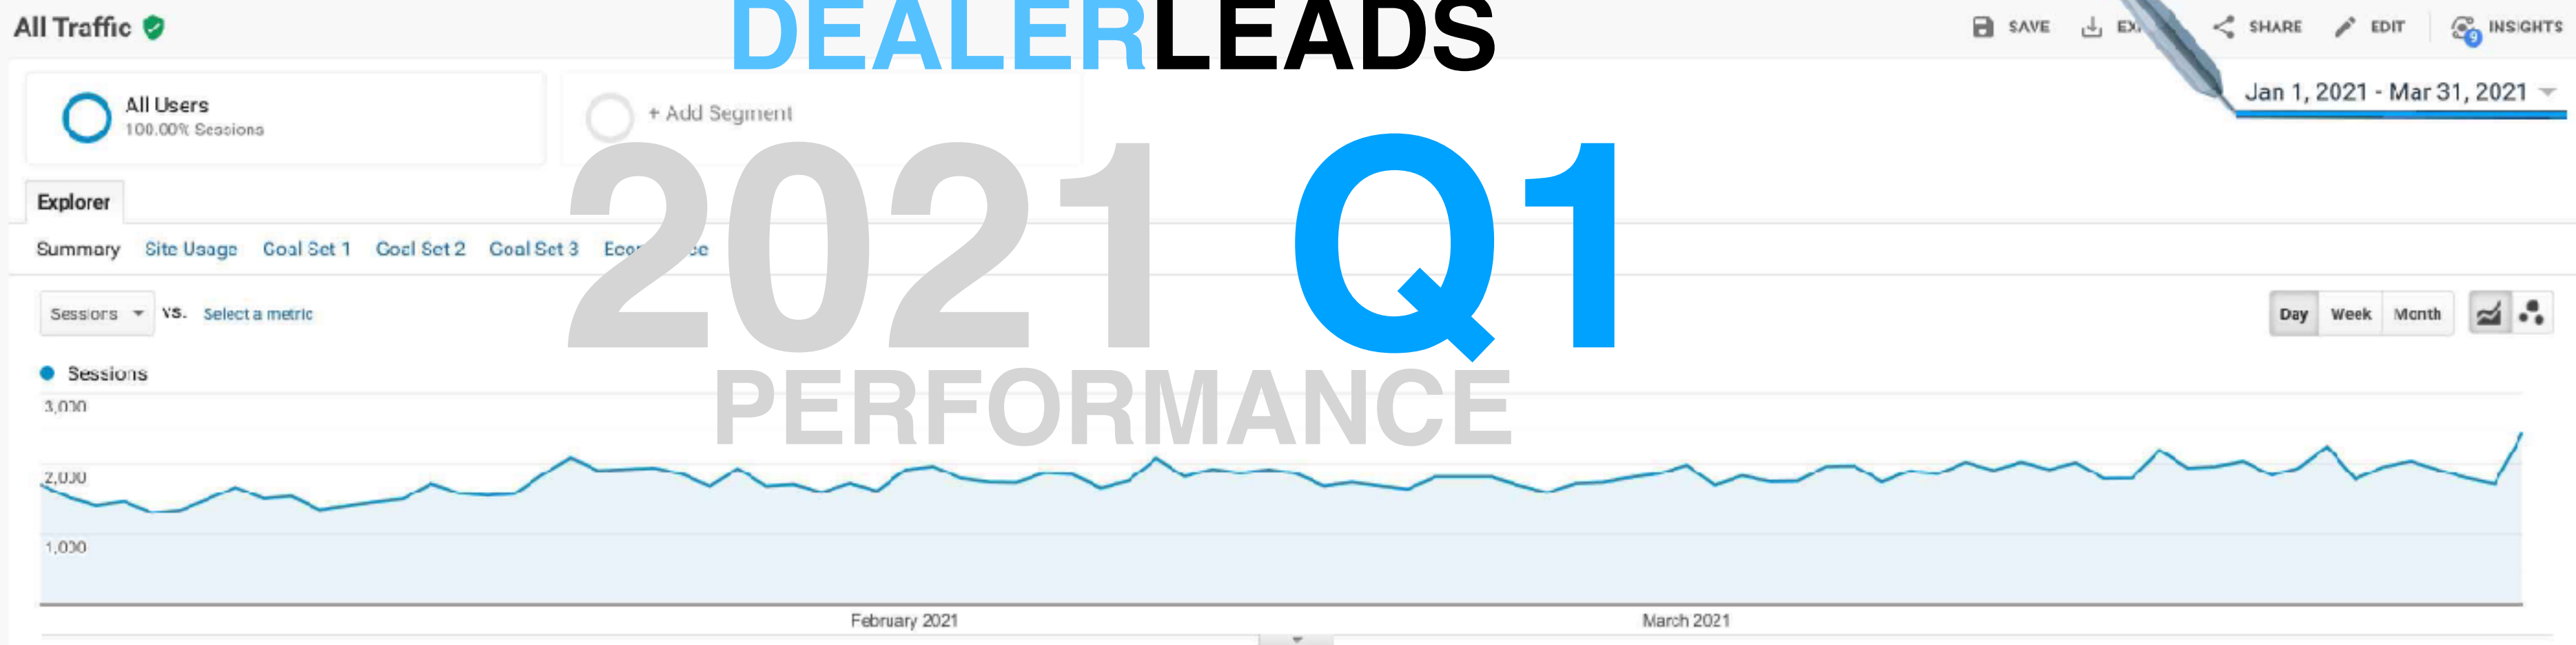 DEALERLEADS
All Traffic
SAVE
SHARE
EDIT
INSIGHTS
9
All Users
100.00% Sessions
+ Add Segment
Jan 1, 2021 - Mar 31, 2021
2021 Q1
PERFORMANCE
Explorer
Summary Site Usage Goal Set 1 Goal Set 2 Goal Set 3
Sessions VS. Select a metric
Day Week Month
Sessions
3,000
2,000
1,000
February 2021 March 2021